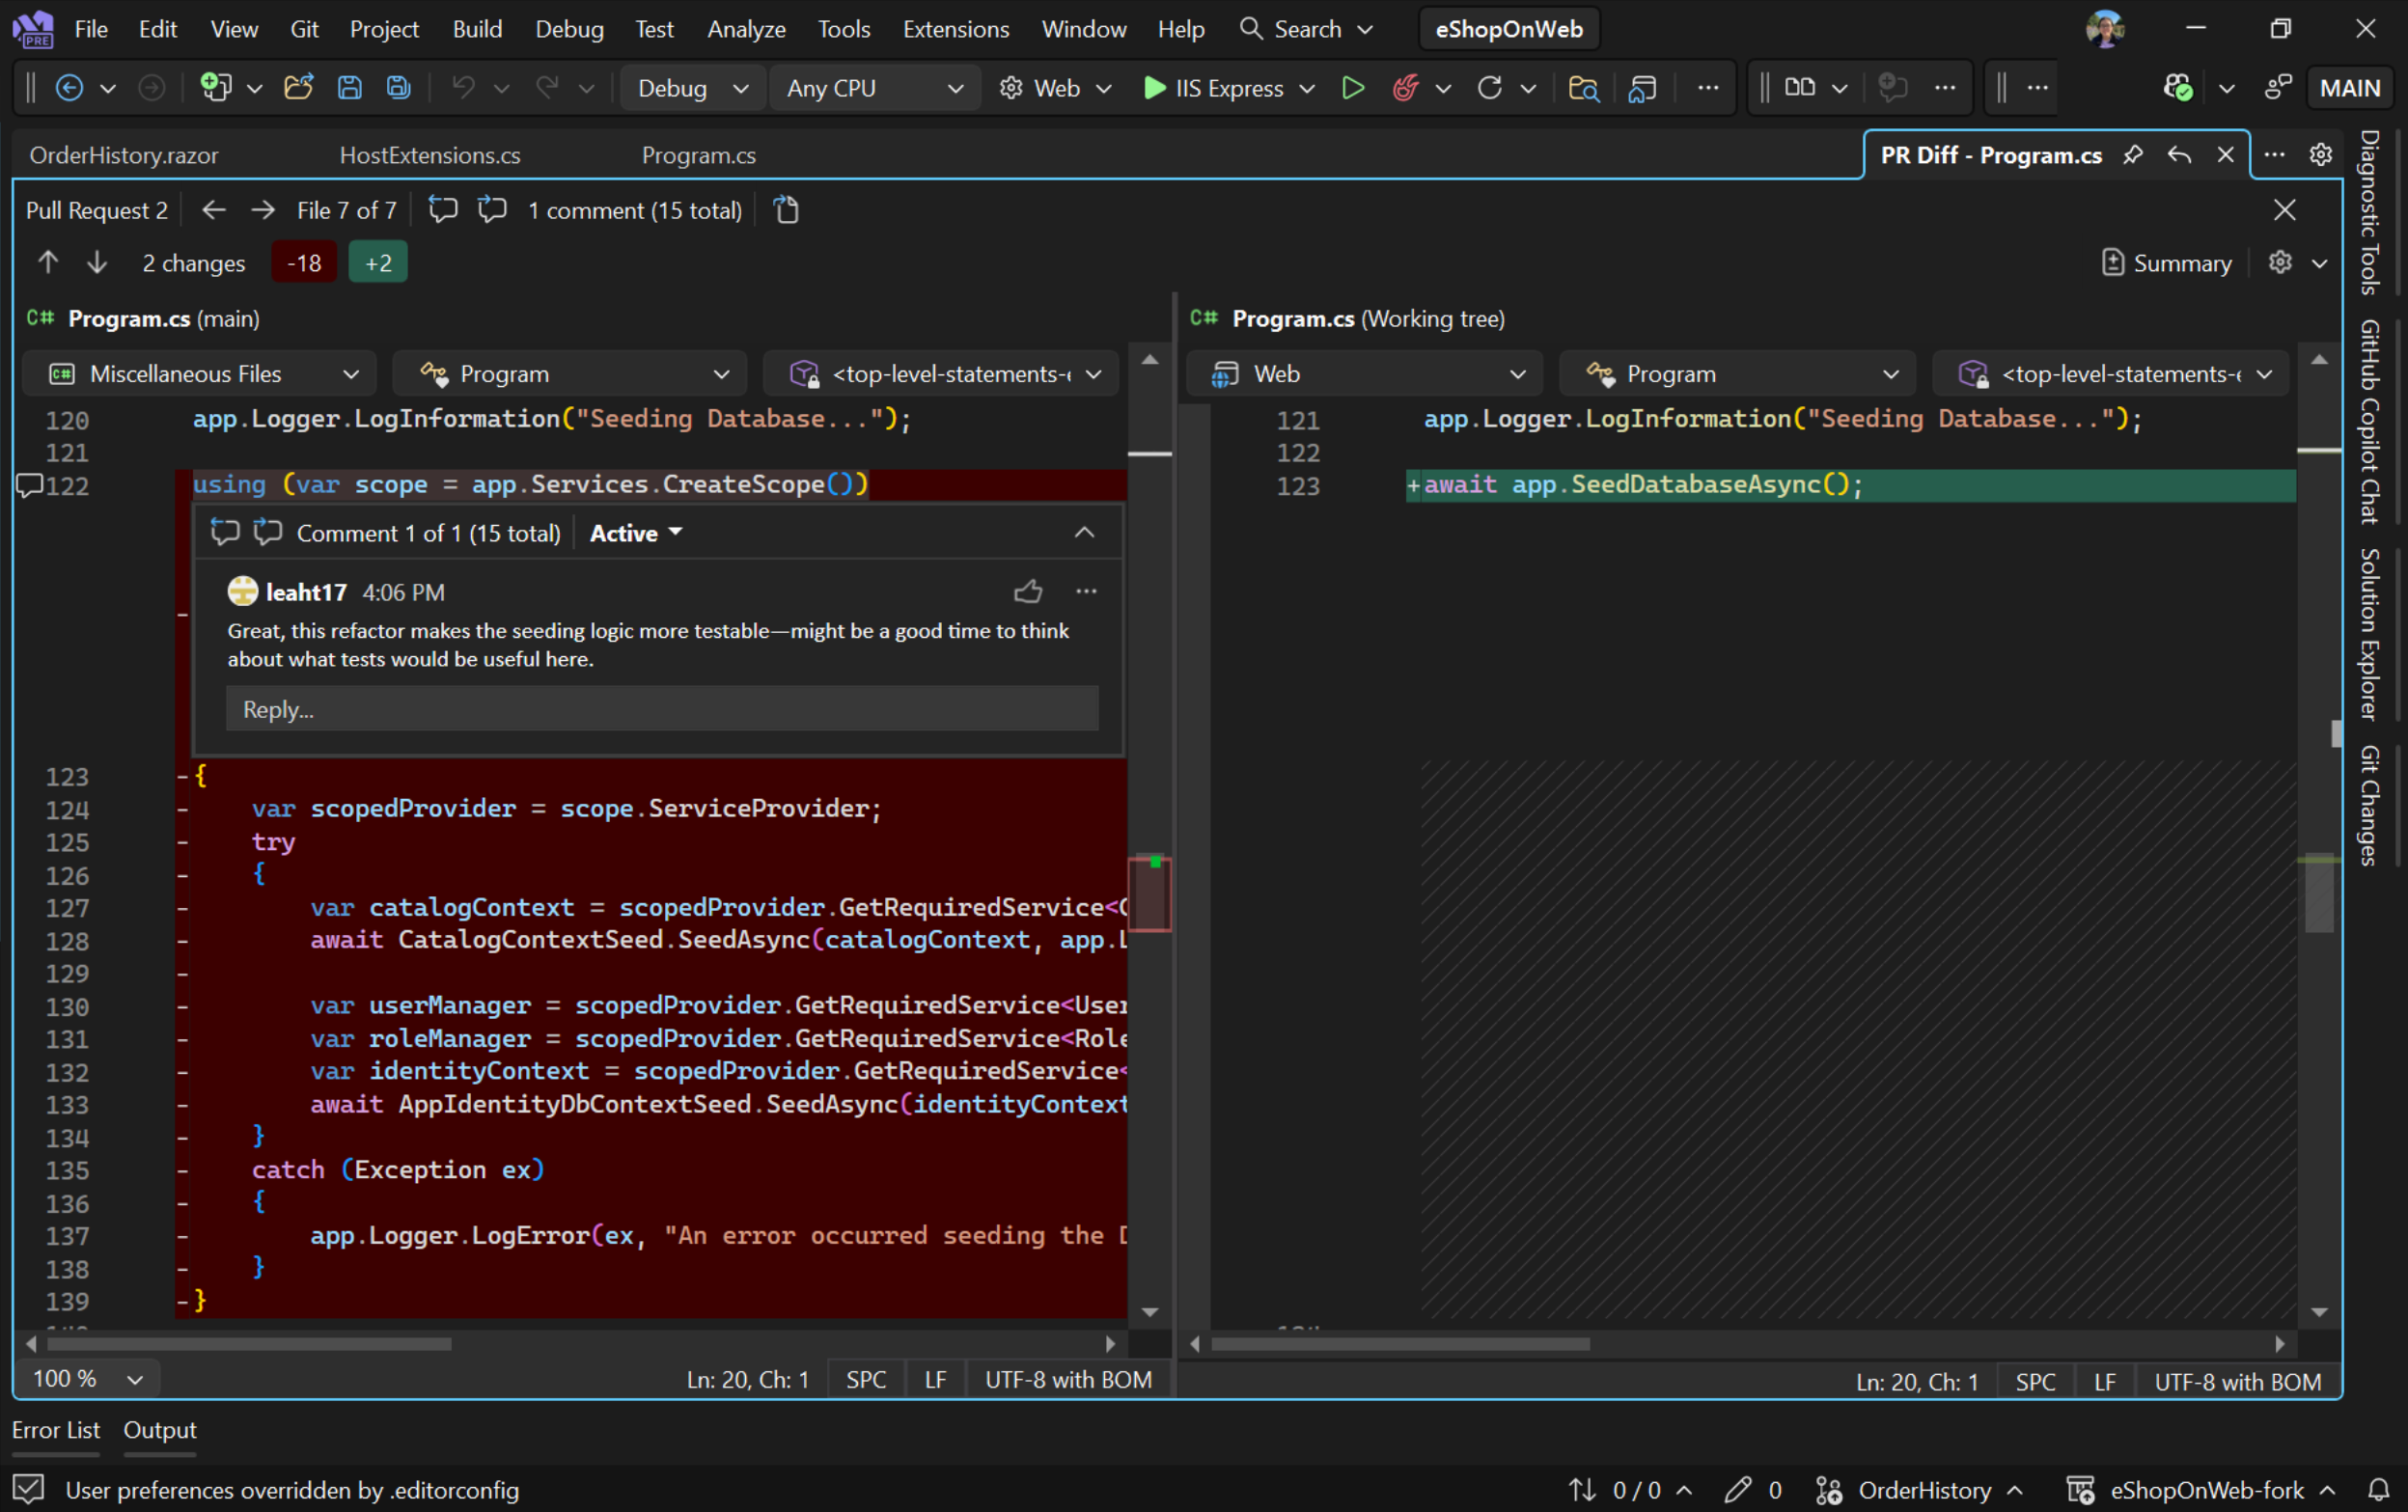 PRE File Edit View Git Project Build Debug Test Analyze Tools Extensions Window Help Search eShopOnWeb
Debug Any CPU Web IIS Express MAIN
OrderHistory.razor HostExtensions.cs Program.cs PR Diff - Program.cs
Pull Request 2 File 7 of 7 1 comment (15 total)
2 changes -18 +2 Summary
C# Program.cs (main)
C# Miscellaneous Files Program <top-level-statements-
120 app.Logger.LogInformation("Seeding Database...");
121
122 using (var scope = app.Services.CreateScope())
Comment 1 of 1 (15 total) Active
leaht17 4:06 PM
Great, this refactor makes the seeding logic more testable—might be a good time to think
about what tests would be useful here.
Reply...
123 -{
124 - var scopedProvider = scope.ServiceProvider;
125 - try
126 - {
127 - var catalogContext = scopedProvider.GetRequiredService<
128 - await CatalogContextSeed.SeedAsync(catalogContext, app.
129 -
130 - var userManager = scopedProvider.GetRequiredService<User
131 - var roleManager = scopedProvider.GetRequiredService<Role
132 - var identityContext = scopedProvider.GetRequiredService<
133 - await AppIdentityDbContextSeed.SeedAsync(identityContext
134 - }
135 - catch (Exception ex)
136 - {
137 - app.Logger.LogError(ex, "An error occurred seeding the
138 - }
139 -}
100 % Ln: 20, Ch: 1 SPC LF UTF-8 with BOM
C# Program.cs (Working tree)
Web Program <top-level-statements-
121 app.Logger.LogInformation("Seeding Database...");
122
123 +await app.SeedDatabaseAsync();
Ln: 20, Ch: 1 SPC LF UTF-8 with BOM
Diagnostic Tools
GitHub Copilot Chat
Solution Explorer
Git Changes
Error List Output
User preferences overridden by .editorconfig 0 / 0 0 OrderHistory eShopOnWeb-fork